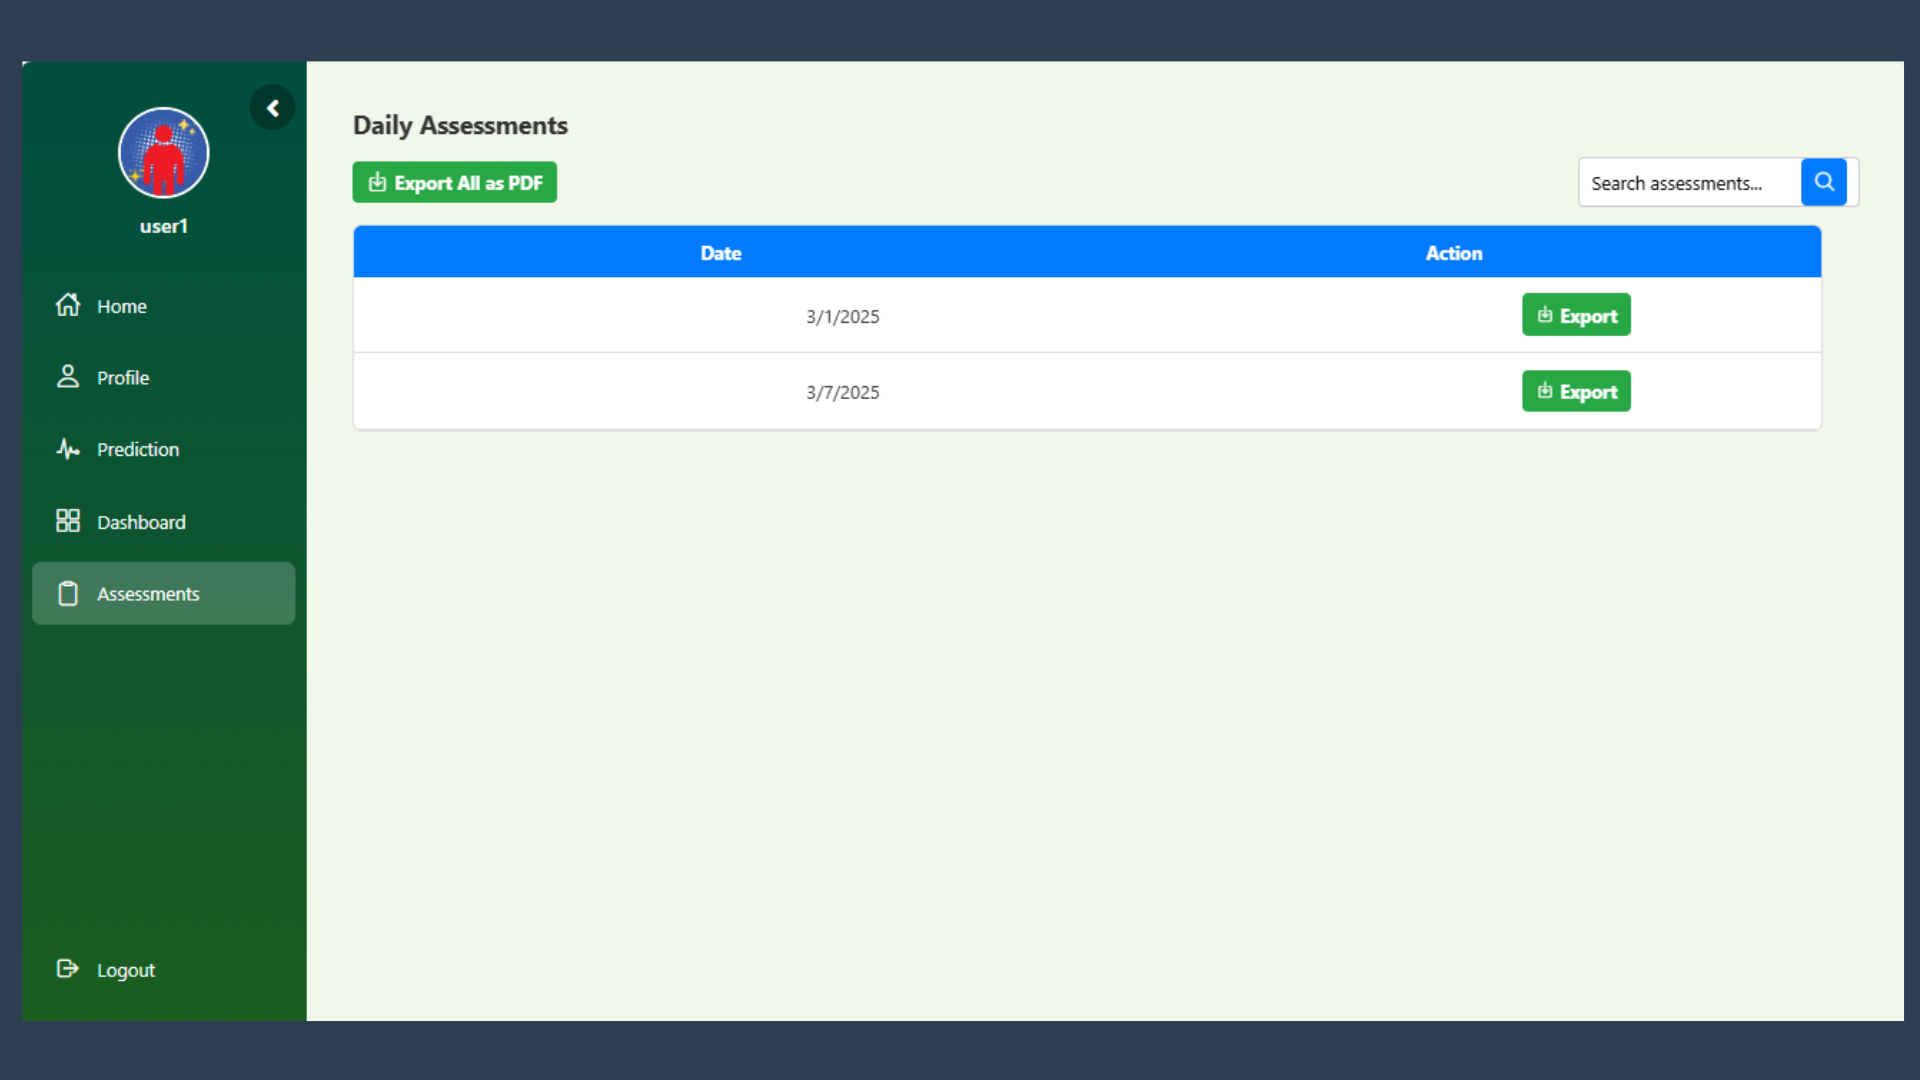 user1
Home
Profile
Prediction
Dashboard
Assessments
Logout
Daily Assessments
Export All as PDF
Search assessments...
Date Action
3/1/2025 Export
3/7/2025 Export